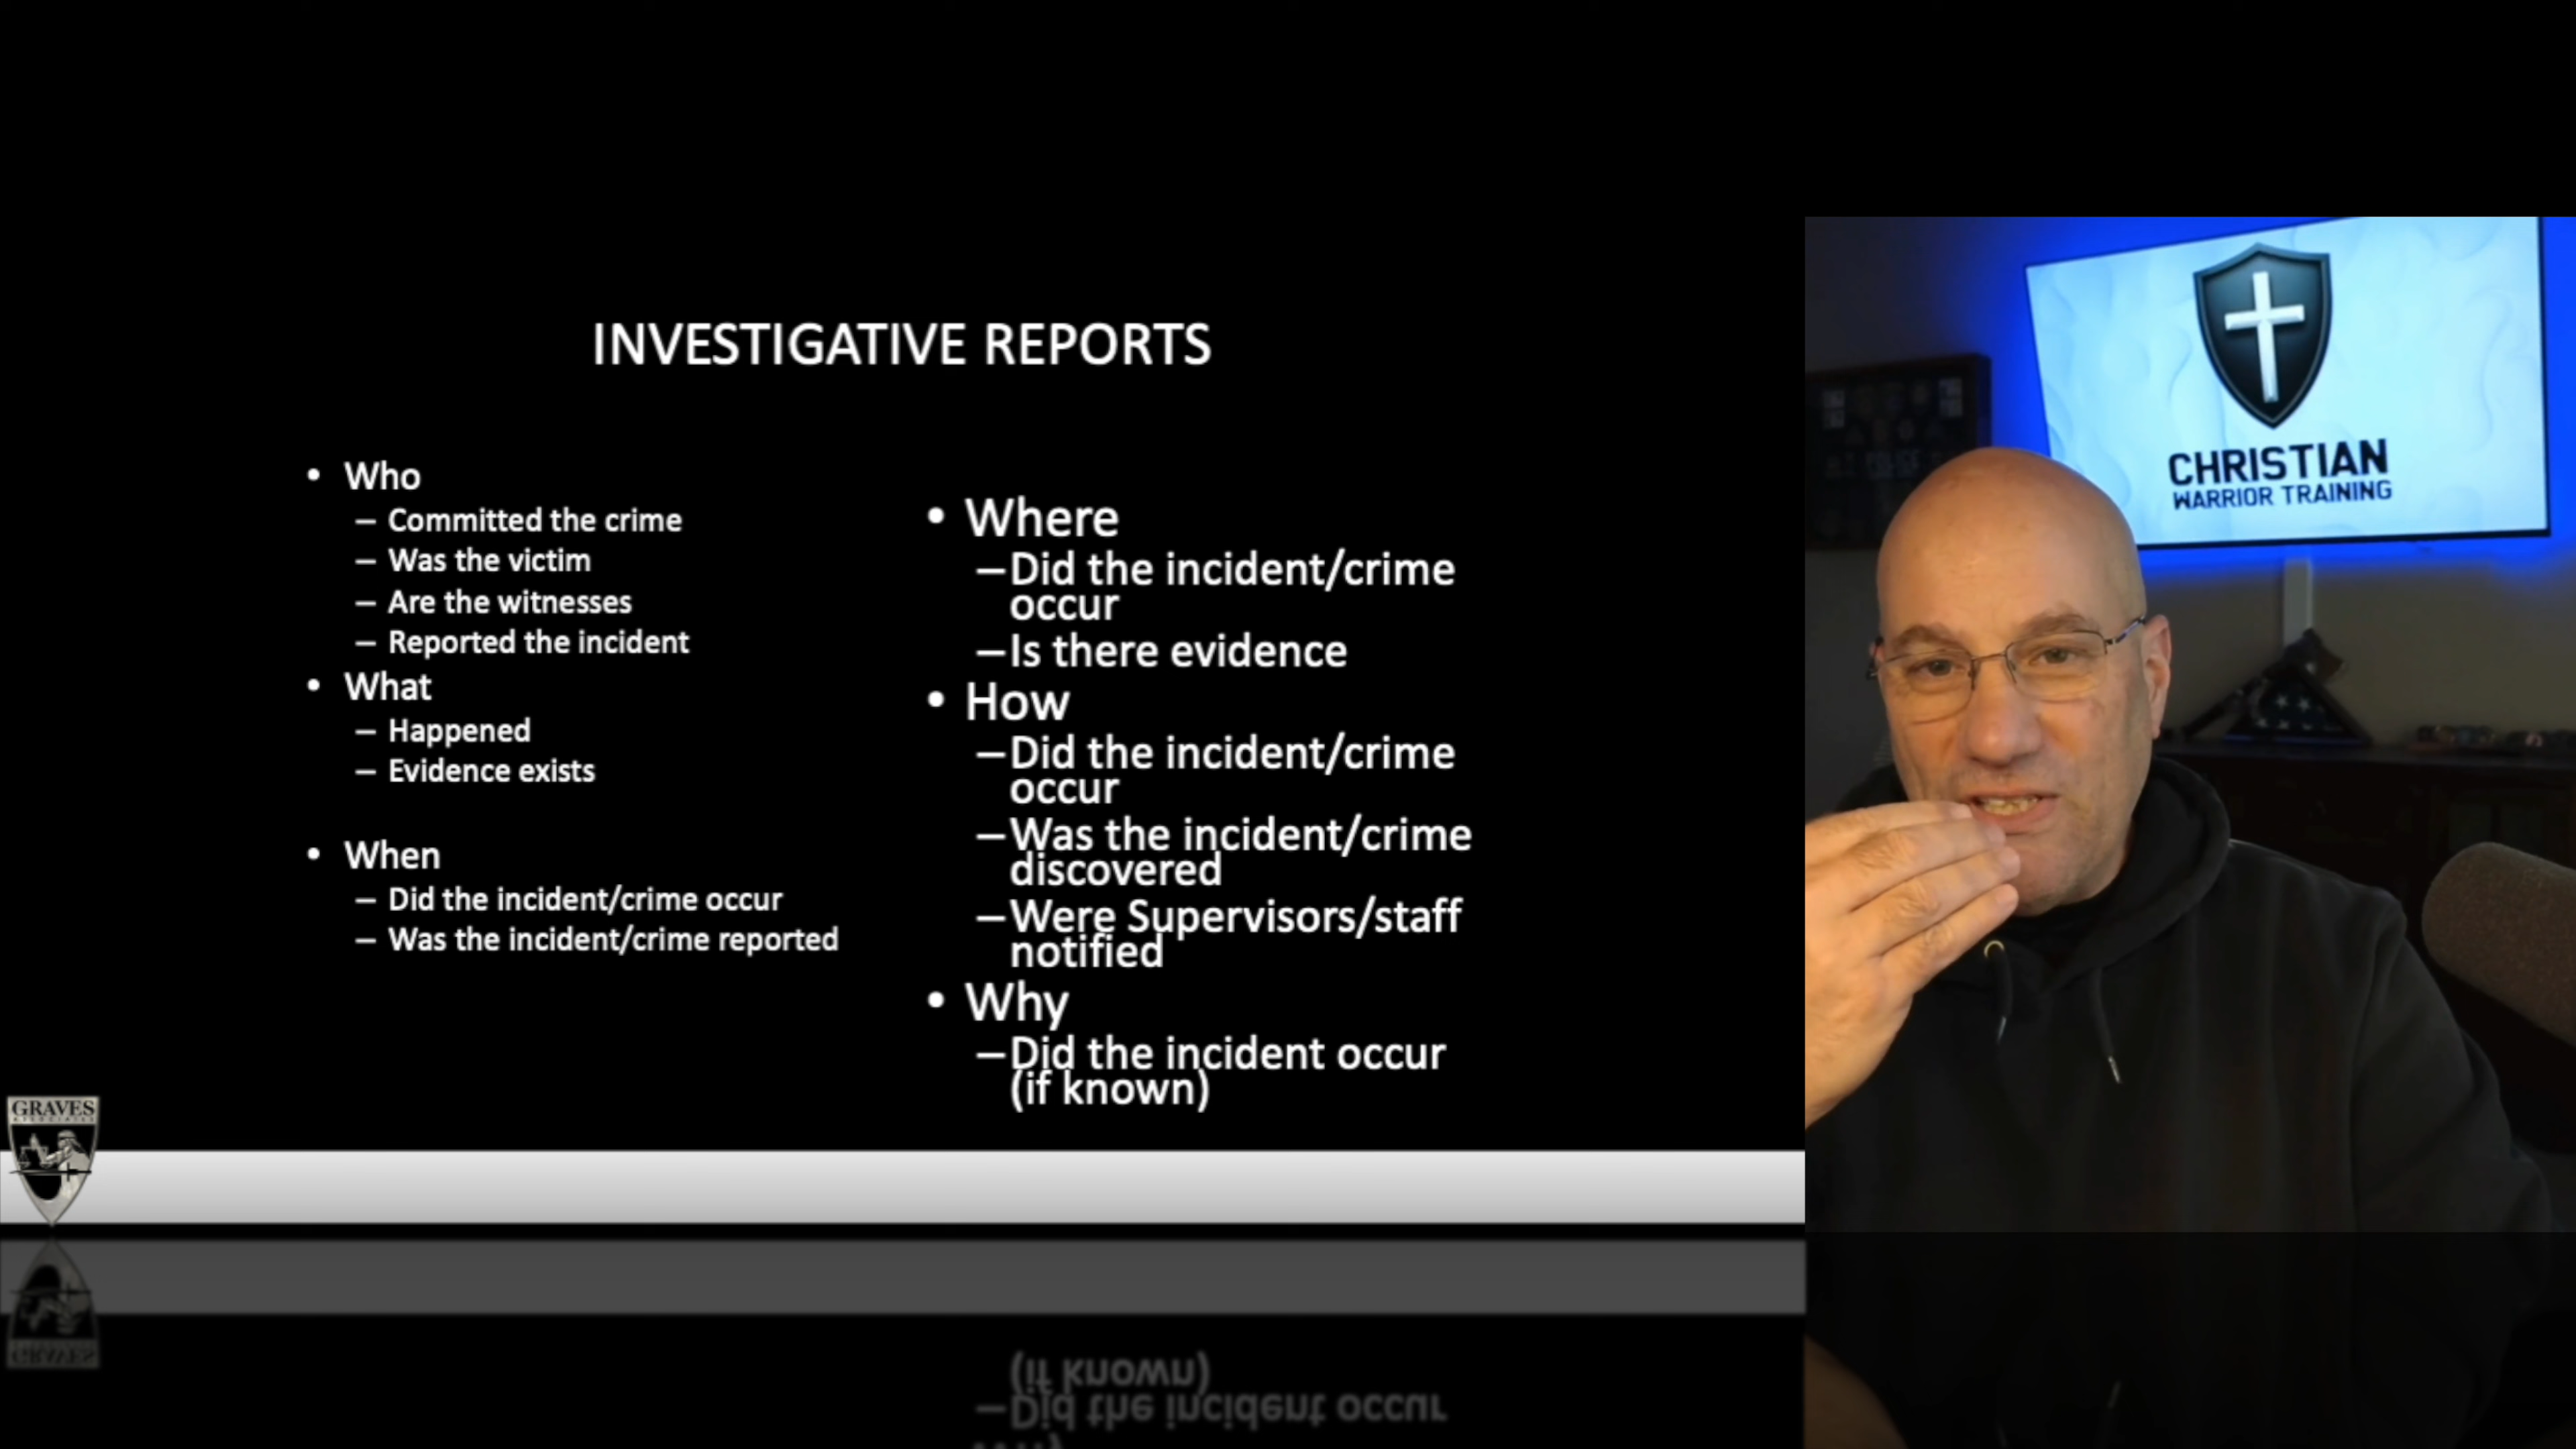 INVESTIGATIVE REPORTS
• Who
– Committed the crime
– Was the victim
– Are the witnesses
– Reported the incident
• What
– Happened
– Evidence exists
• When
– Did the incident/crime occur
– Was the incident/crime reported
• Where
–Did the incident/crime
occur
–Is there evidence
• How
–Did the incident/crime
occur
–Was the incident/crime
discovered
–Were Supervisors/staff
notified
• Why
–Did the incident occur
(if known)
GRAVES
ASSOCIATES
CHRISTIAN
WARRIOR TRAINING